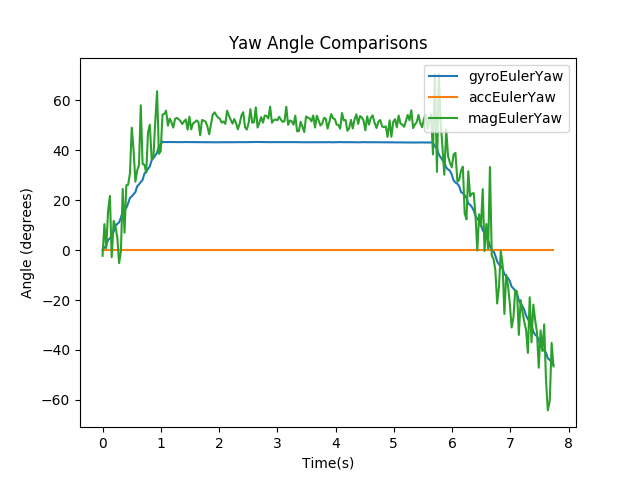 Yaw Angle Comparisons
gyroEulerYaw
accEulerYaw
magEulerYaw
60
40
20
0
−20
−40
−60
Angle (degrees)
0 1 2 3 4 5 6 7 8
Time(s)